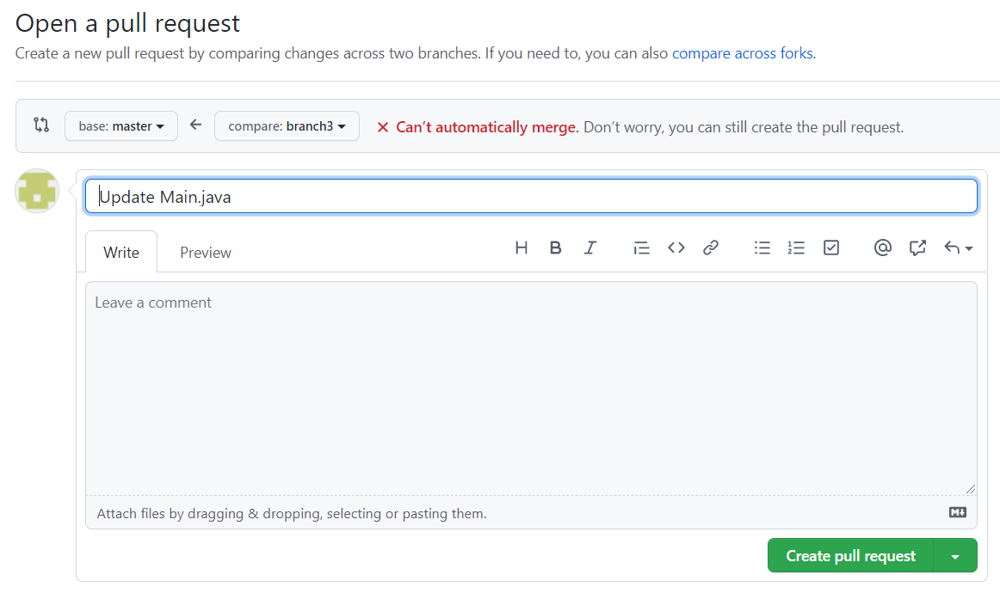 Open a pull request
Create a new pull request by comparing changes across two branches. If you need to, you can also compare across forks.
base: master compare: branch3 Can’t automatically merge. Don’t worry, you can still create the pull request.
Update Main.java
Write Preview
Leave a comment
Attach files by dragging & dropping, selecting or pasting them.
Create pull request